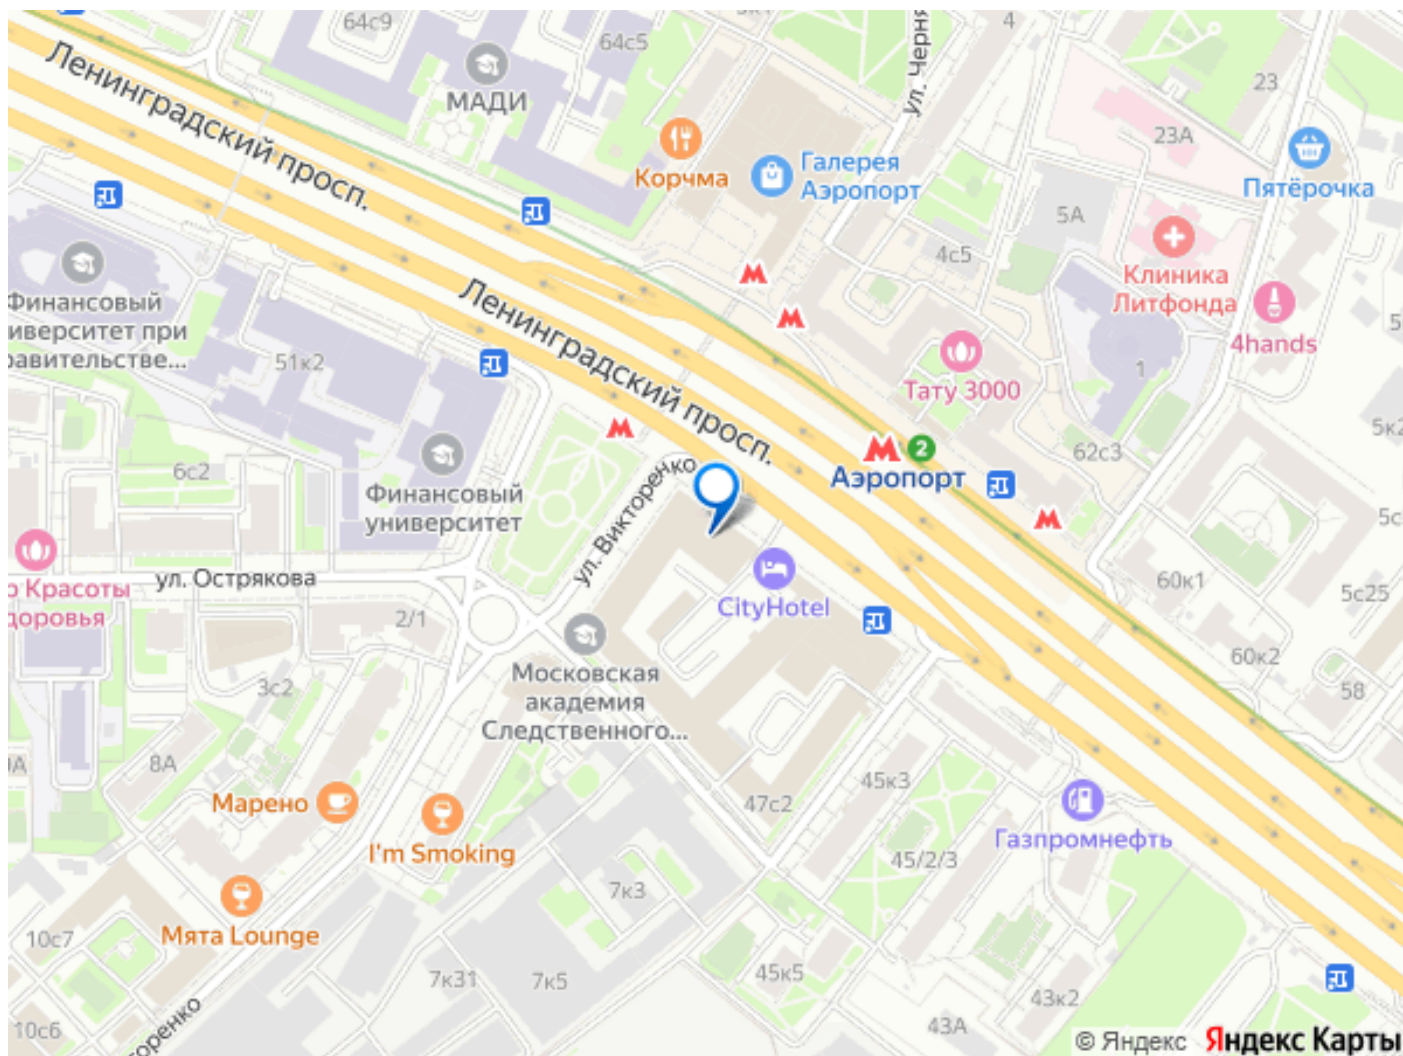 64с9
64с5
4
ул. Черня
23
МАДИ
23А
Ленинградский просп.
Корчма
Галерея
Аэропорт
Пятёрочка
5А
4с5
Клиника
Литфонда
Финансовый
иверситет при
равительстве...
4hands
51к2
1
Тату 3000
Ленинградский просп.
5к2
62с3
2
Аэропорт
6с2
Финансовый
университет
ул. Викторенко
60к1
5с25
ул. Острякова
о Красоты
доровья
2/1
CityHotel
60к2
58
Московская
академия
Следственного...
3с2
8А
45к3
47с2
Марено
I'm Smoking
Газпромнефть
45/2/3
7к3
Мята Lounge
10с7
7к31
7к5
45к5
43к2
10с6
оренко
43А
© Яндекс
Яндекс Карты